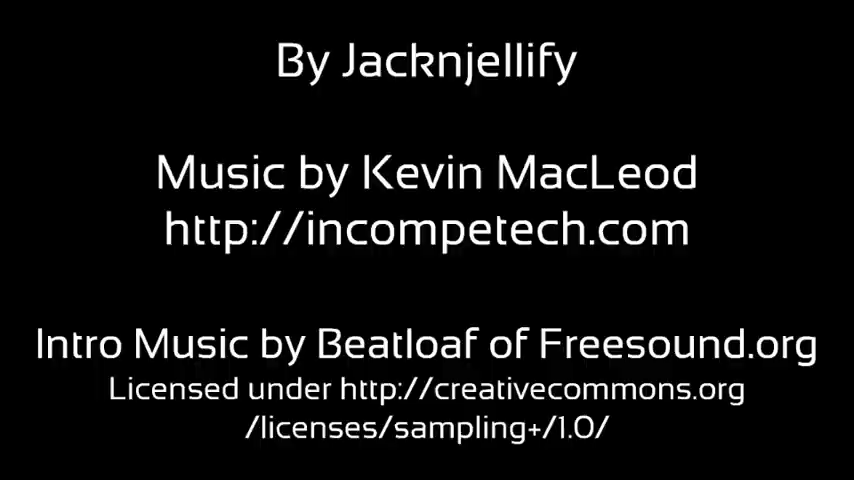 By Jacknjellify
Music by Kevin MacLeod
http://incompetech.com
Intro Music by Beatloaf of Freesound.org
Licensed under http://creativecommons.org
/licenses/sampling+/1.0/